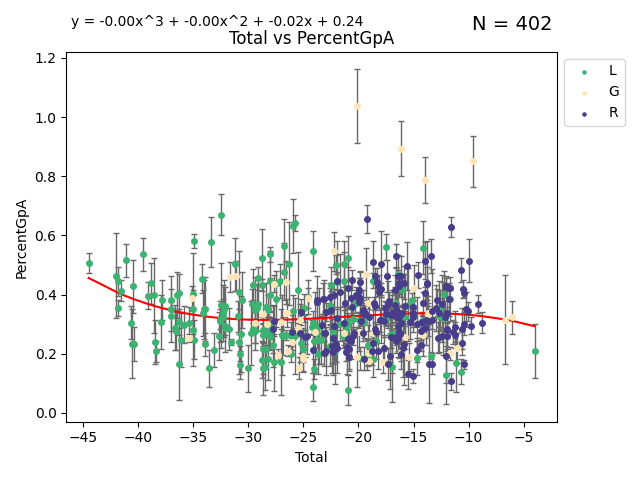 y = -0.00x^3 + -0.00x^2 + -0.02x + 0.24
N = 402
Total vs PercentGpA
L
G
R
PercentGpA
1.2
1.0
0.8
0.6
0.4
0.2
0.0
−45 −40 −35 −30 −25 −20 −15 −10 −5
Total